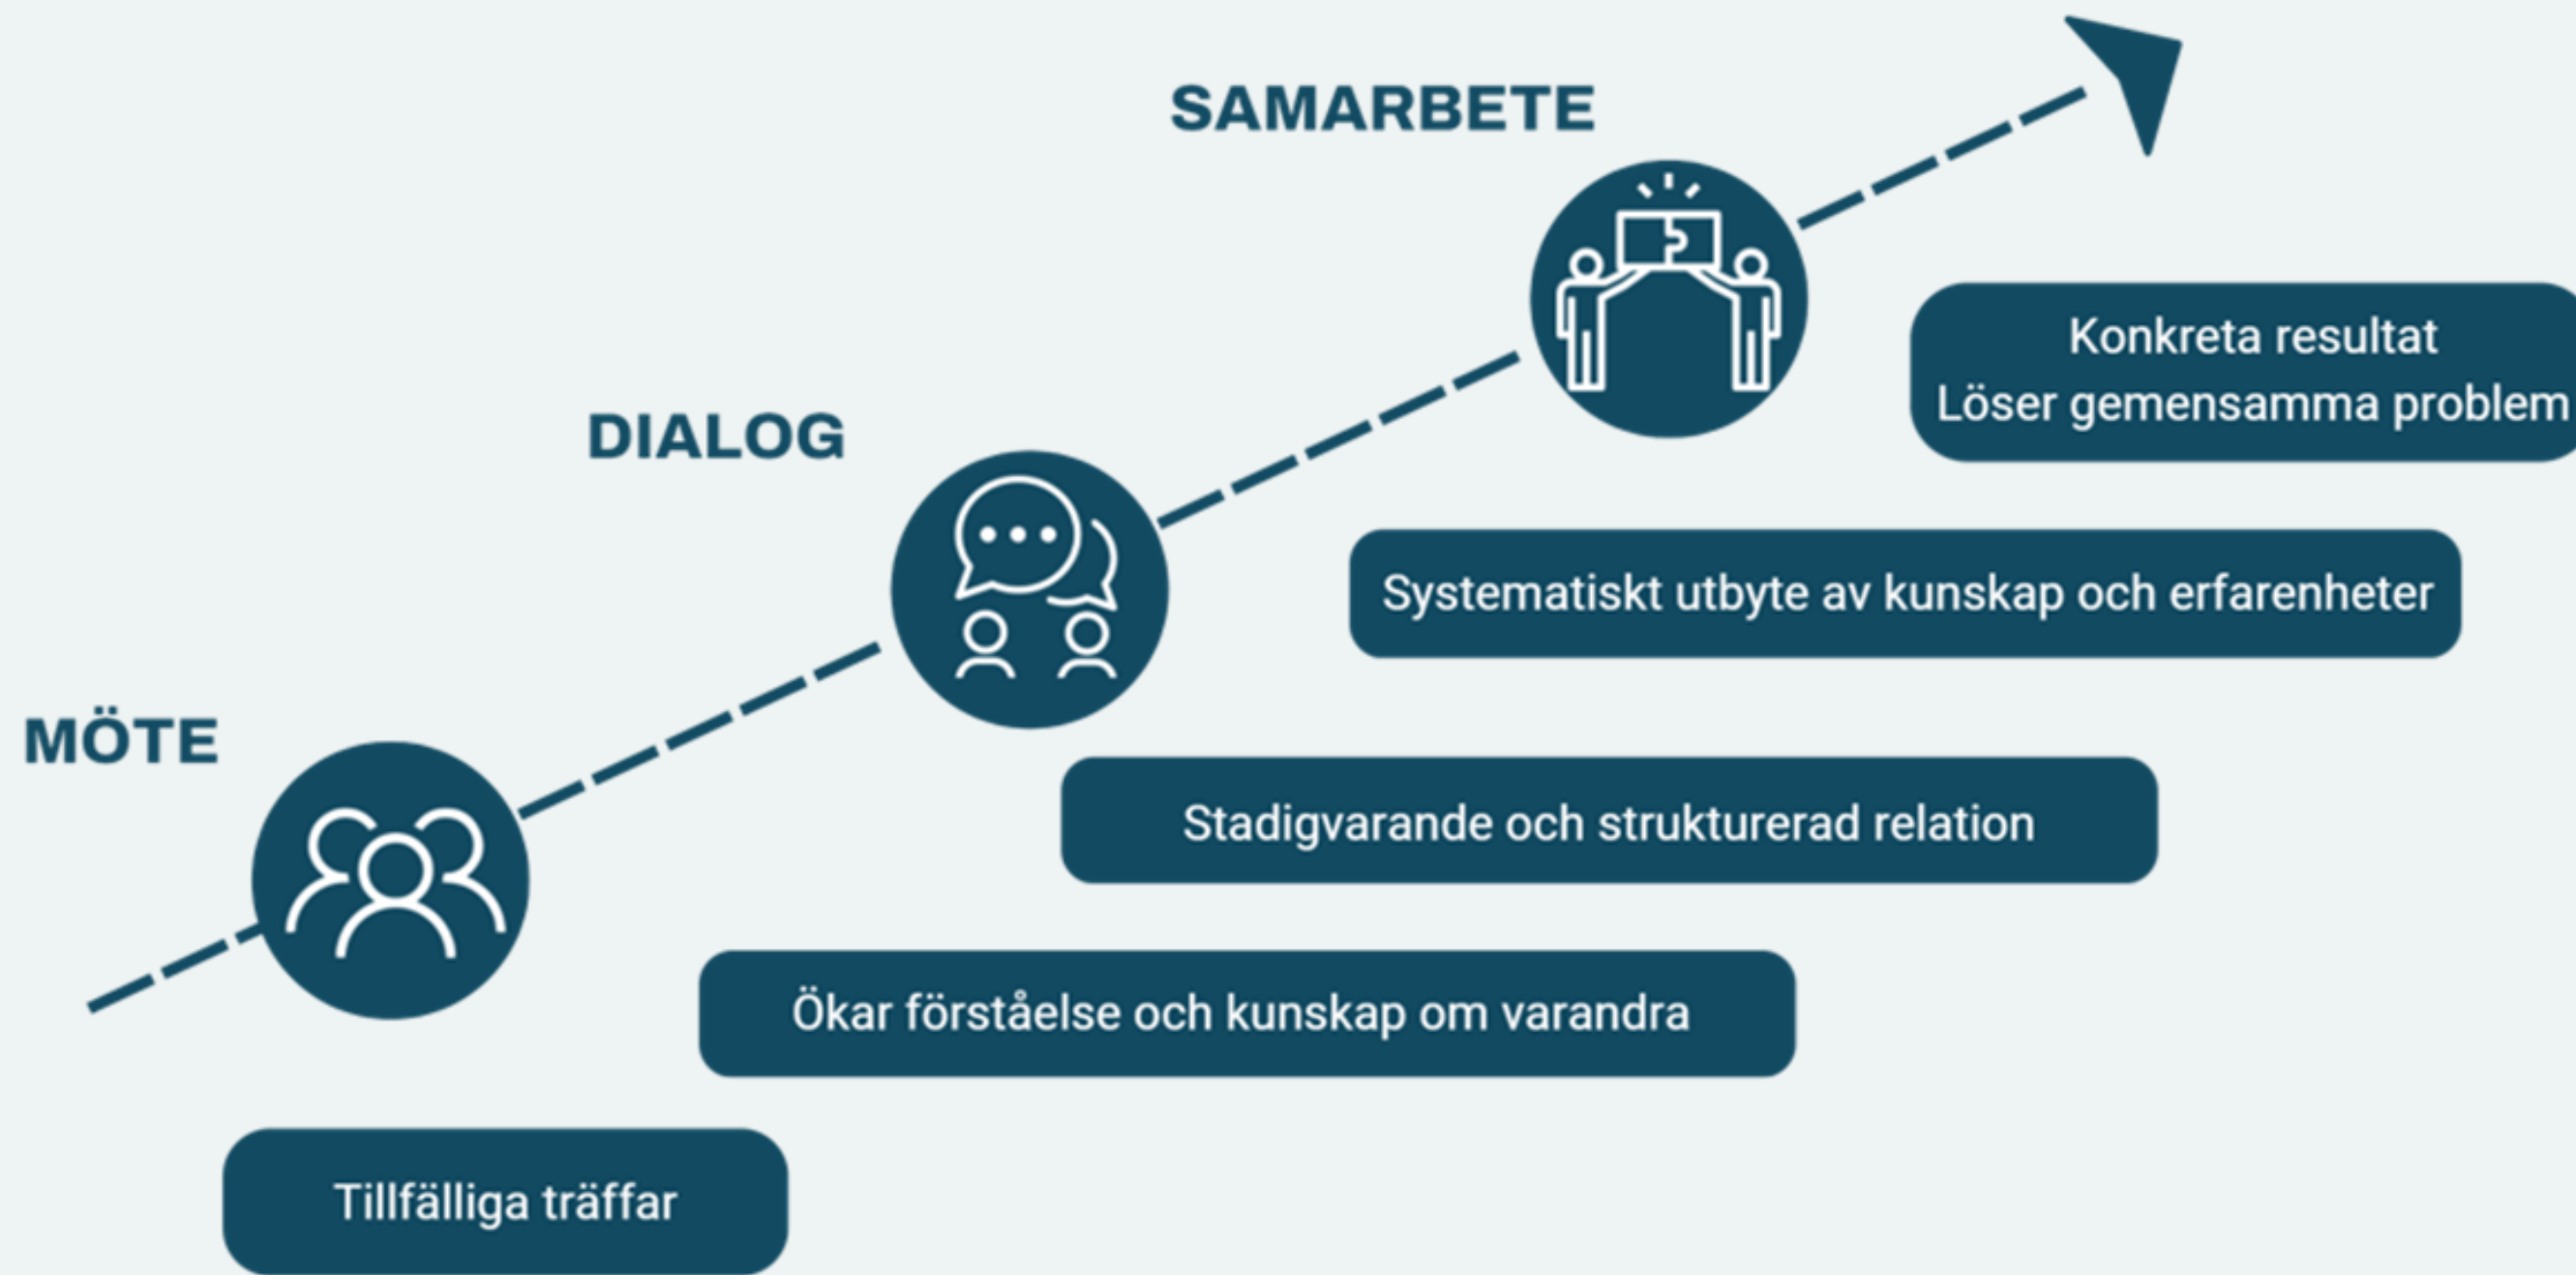 SAMARBETE
Konkreta resultat
Löser gemensamma problem
DIALOG
Systematiskt utbyte av kunskap och erfarenheter
MÖTE
Stadigvarande och strukturerad relation
Ökar förståelse och kunskap om varandra
Tillfälliga träffar